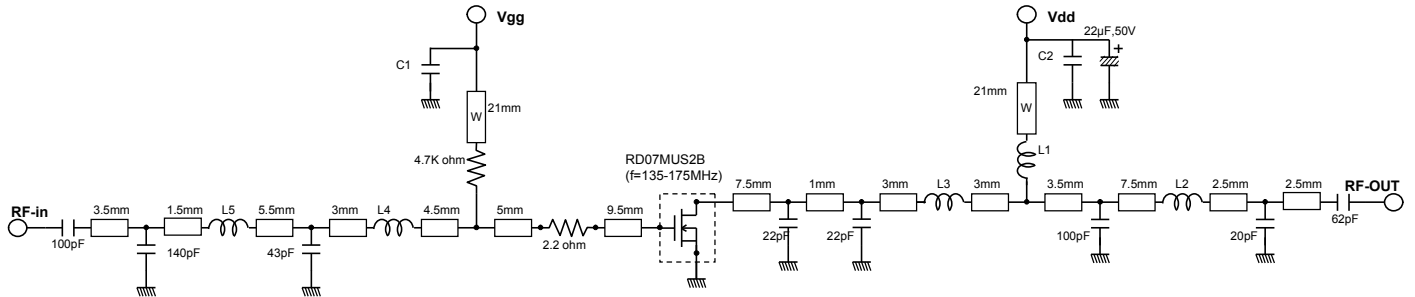 Vgg
Vdd
22µF,50V
+
C1
C2
21mm
W
21mm
W
4.7K ohm
L1
RD07MUS2B
(f=135-175MHz)
RF-in
3.5mm
1.5mm
L5
5.5mm
3mm
L4
4.5mm
5mm
9.5mm
7.5mm
1mm
3mm
L3
3mm
3.5mm
7.5mm
L2
2.5mm
2.5mm
RF-OUT
100pF
140pF
43pF
2.2 ohm
22pF
22pF
100pF
20pF
62pF